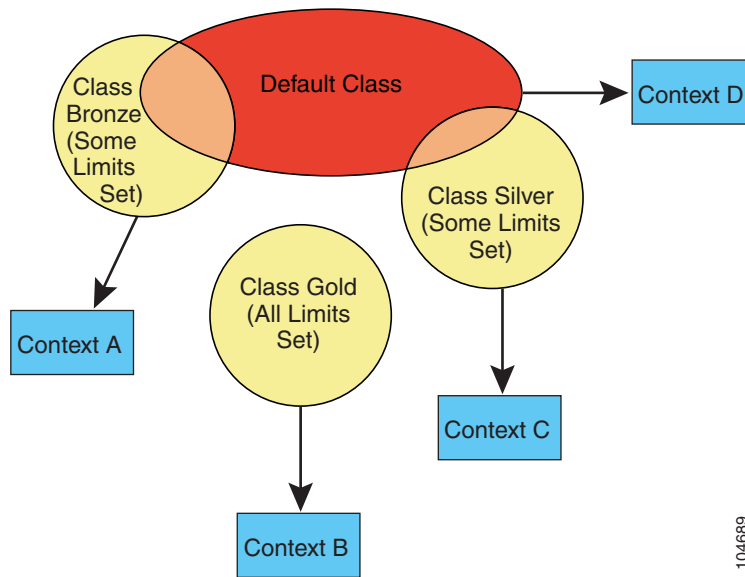 Default Class
Context D
Class
Bronze
(Some
Limits
Set)
Class Silver
(Some Limits
Set)
Class Gold
(All Limits
Set)
Context A
Context C
Context B
104689